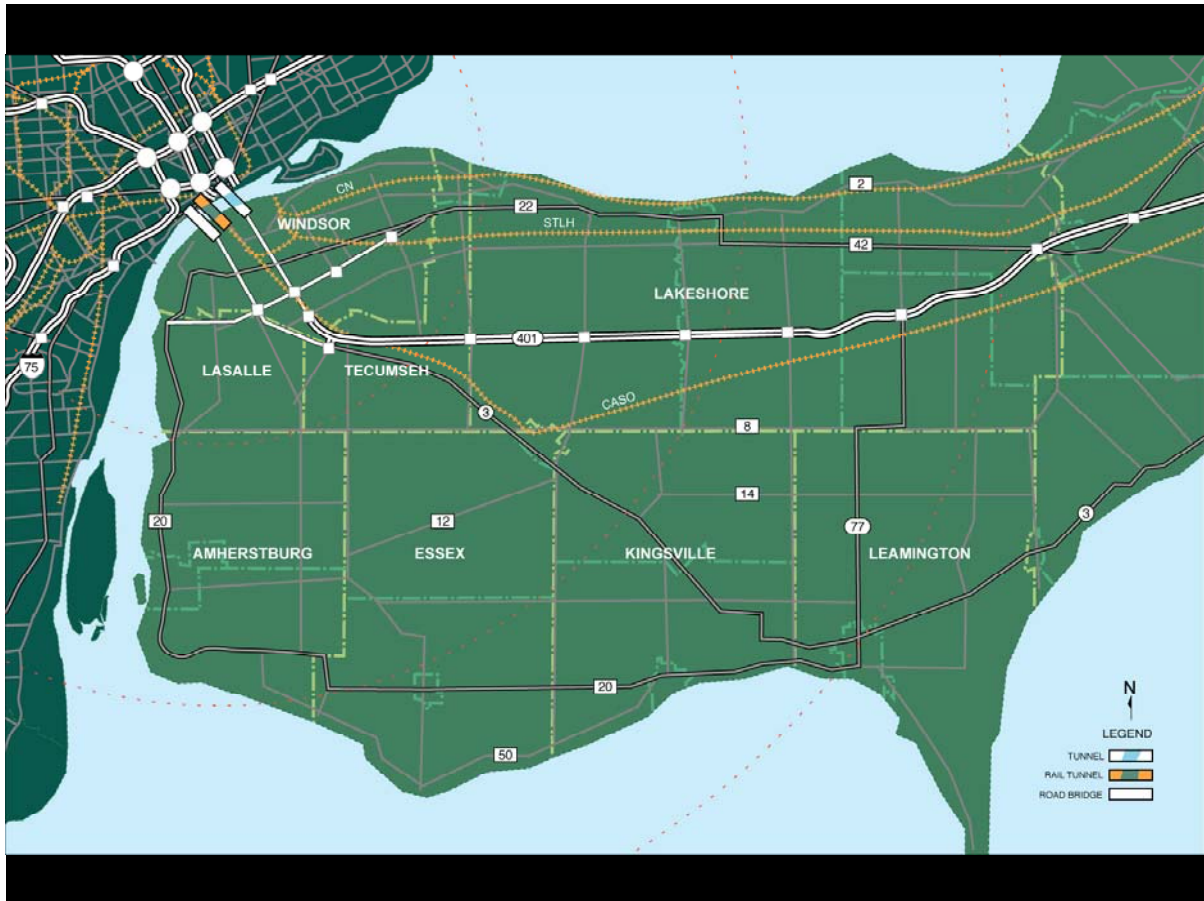 CN
2
WINDSOR
22
STLH
42
LAKESHORE
401
75
LASALLE
TECUMSEH
CASO
3
8
14
20
12
77
3
AMHERSTBURG
ESSEX
KINGSVILLE
LEAMINGTON
20
50
N
LEGEND
TUNNEL
RAIL TUNNEL
ROAD BRIDGE